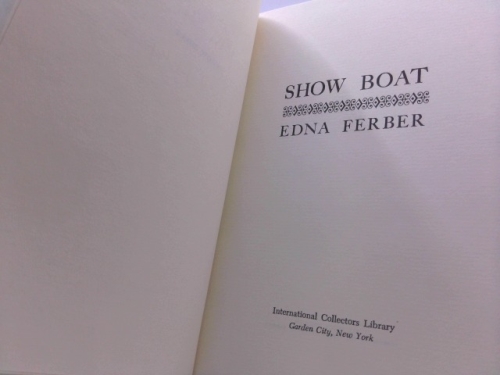 SHOW BOAT
EDNA FERBER
International Collectors Library
Garden City, New York